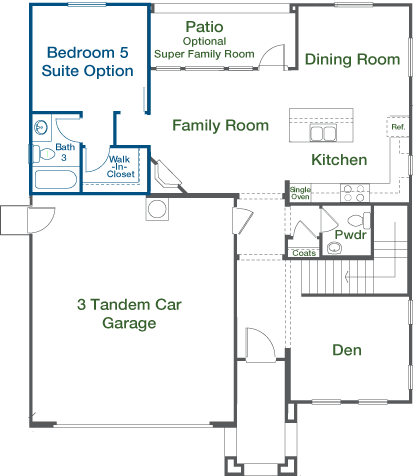 Patio
Optional
Super Family Room
Bedroom 5
Suite Option
Dining Room
Family Room
Ref.
Bath
3
Walk
-In-
Closet
Kitchen
Single
Oven
Pwdr
Coats
3 Tandem Car
Garage
Den